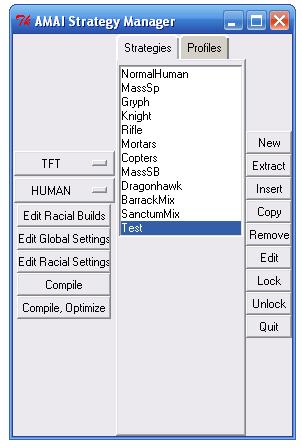 AMAI Strategy Manager
Strategies
Profiles
NormalHuman
MassSp
Gryph
Knight
Rifle
Mortars
Copters
MassSB
Dragonhawk
BarrackMix
SanctumMix
Test
TFT
HUMAN
Edit Racial Builds
Edit Global Settings
Edit Racial Settings
Compile
Compile, Optimize
New
Extract
Insert
Copy
Remove
Edit
Lock
Unlock
Quit